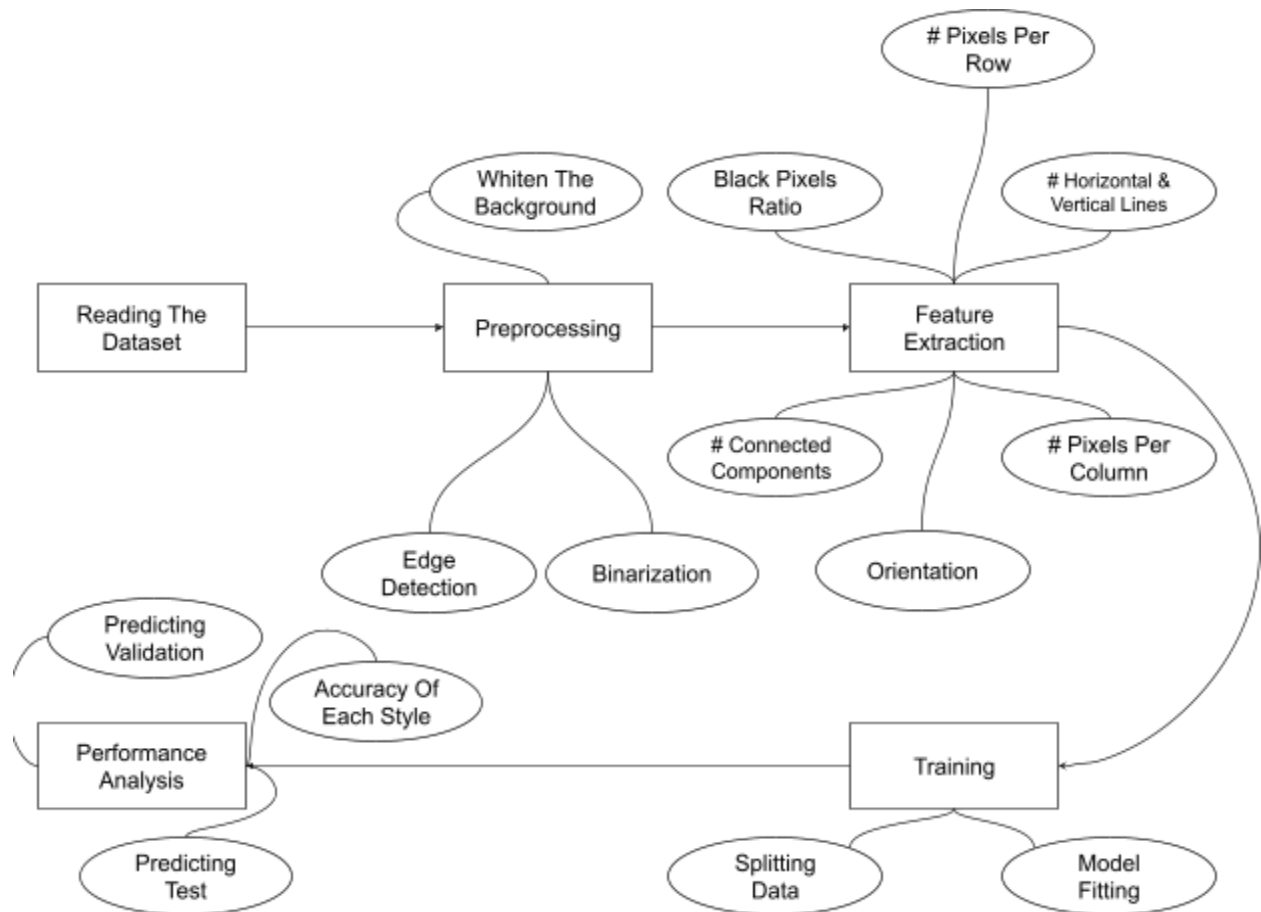 # Pixels Per
Row
Whiten The
Background
Black Pixels
Ratio
# Horizontal &
Vertical Lines
Reading The
Dataset
Preprocessing
Feature
Extraction
# Connected
Components
# Pixels Per
Column
Edge
Detection
Binarization
Orientation
Predicting
Validation
Accuracy Of
Each Style
Performance
Analysis
Training
Predicting
Test
Splitting
Data
Model
Fitting